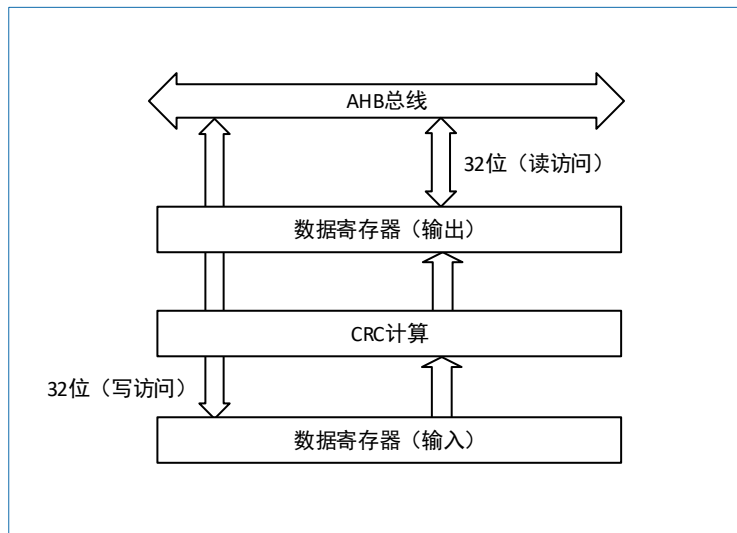 AHB总线
32位（读访问）
数据寄存器（输出）
CRC计算
32位（写访问）
数据寄存器（输入）